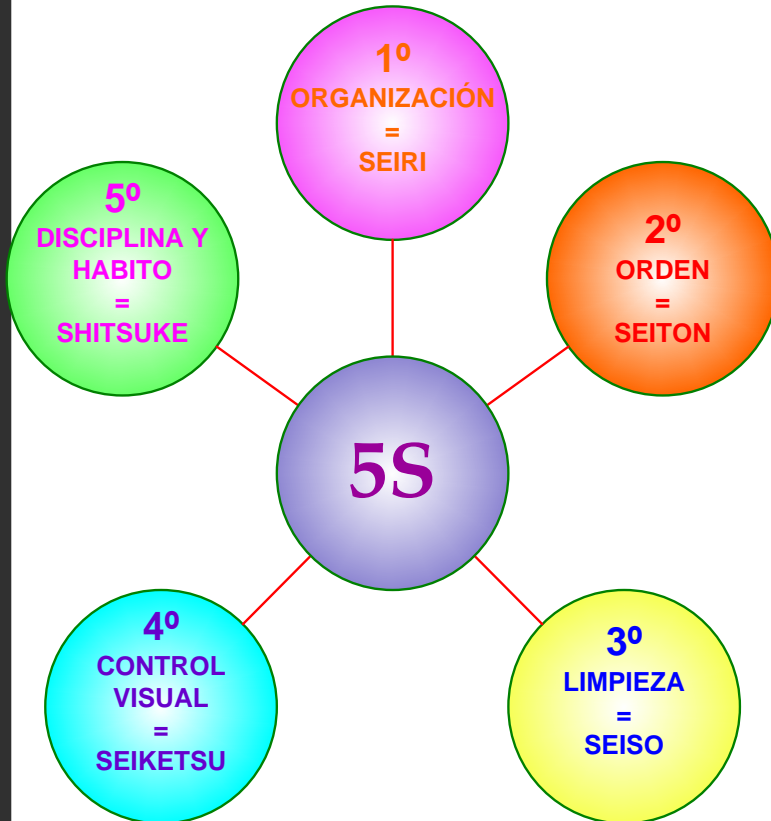 1º
ORGANIZACIÓN
=
SEIRI
2º
ORDEN
=
SEITON
3º
LIMPIEZA
=
SEISO
4º
CONTROL
VISUAL
=
SEIKETSU
5º
DISCIPLINA Y
HABITO
=
SHITSUKE
5S